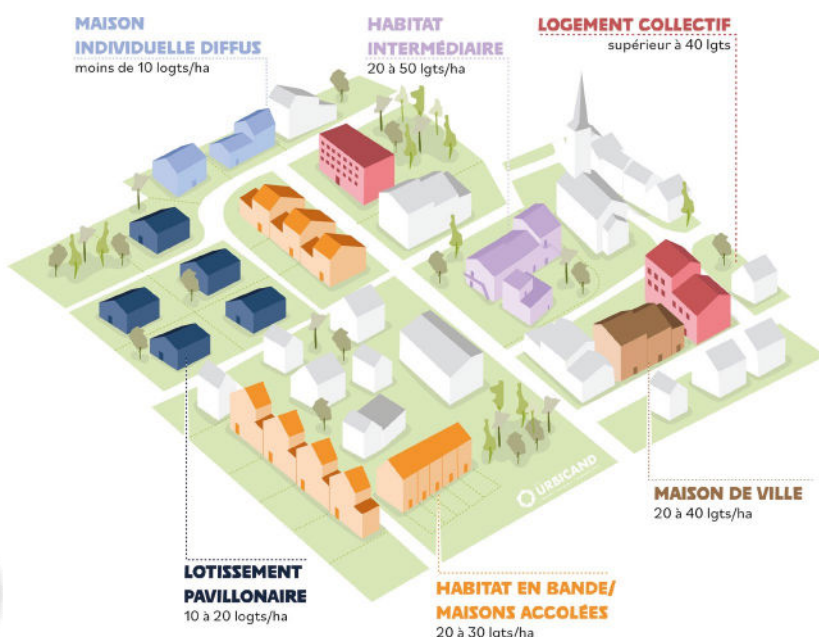 MAISON
INDIVIDUELLE DIFFUS
moins de 10 logts/ha
HABITAT
INTERMÉDIAIRE
20 à 50 lgts/ha
LOGEMENT COLLECTIF
supérieur à 40 lgts
URBICAND
MAISON DE VILLE
20 à 40 lgts/ha
LOTISSEMENT
PAVILLONAIRE
10 à 20 logts/ha
HABITAT EN BANDE/
MAISONS ACCOLÉES
20 à 30 lgts/ha